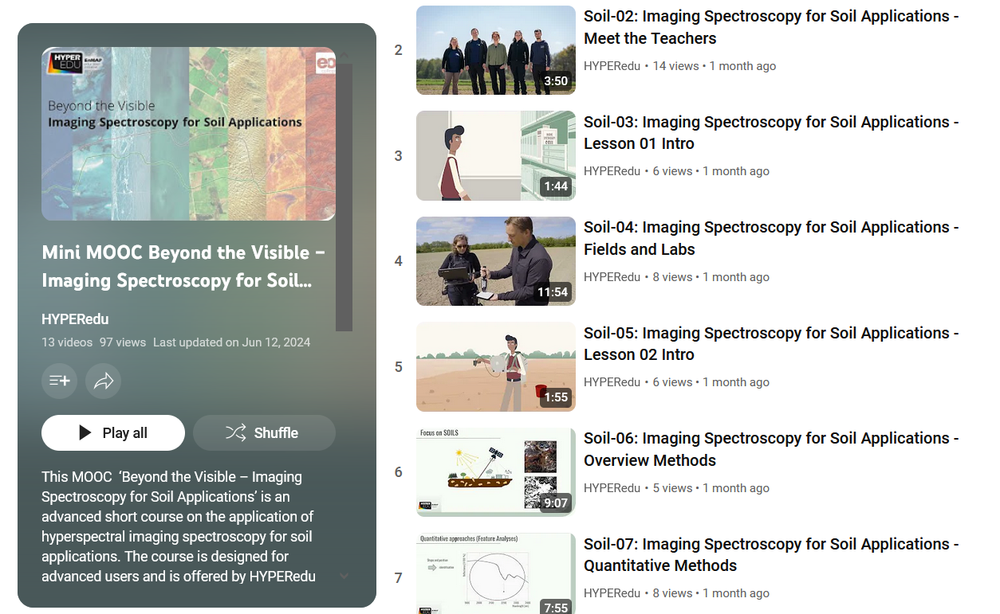 HYPER
EDU
EnMAP
eo
Beyond the Visible
Imaging Spectroscopy for Soil Applications
Mini MOOC Beyond the Visible –
Imaging Spectroscopy for Soil...
HYPERedu
13 videos 97 views Last updated on Jun 12, 2024
Play all
Shuffle
This MOOC ‘Beyond the Visible – Imaging
Spectroscopy for Soil Applications’ is an
advanced short course on the application of
hyperspectral imaging spectroscopy for soil
applications. The course is designed for
advanced users and is offered by HYPERedu
2
3:50
Soil-02: Imaging Spectroscopy for Soil Applications -
Meet the Teachers
HYPERedu • 14 views • 1 month ago
3
SOIL
1:44
Soil-03: Imaging Spectroscopy for Soil Applications -
Lesson 01 Intro
HYPERedu • 6 views • 1 month ago
4
11:54
Soil-04: Imaging Spectroscopy for Soil Applications -
Fields and Labs
HYPERedu • 8 views • 1 month ago
5
1:55
Soil-05: Imaging Spectroscopy for Soil Applications -
Lesson 02 Intro
HYPERedu • 6 views • 1 month ago
6
Focus on SOILS
9:07
Soil-06: Imaging Spectroscopy for Soil Applications -
Overview Methods
HYPERedu • 5 views • 1 month ago
7
Quantitative approaches (Feature Analyses)
7:55
Soil-07: Imaging Spectroscopy for Soil Applications -
Quantitative Methods
HYPERedu • 8 views • 1 month ago